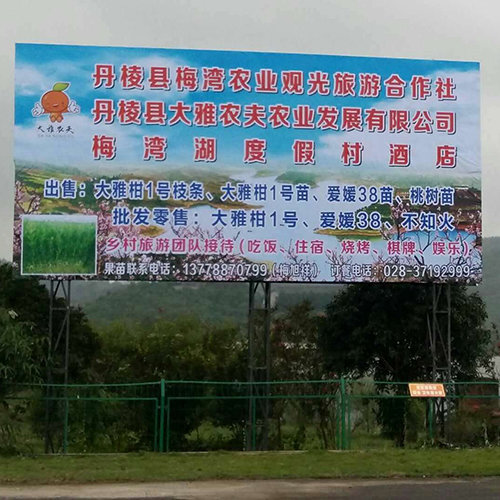 丹棱县梅湾农业观光旅游合作社
丹棱县大雅农夫农业发展有限公司
大雅农夫
梅湾湖度假村酒店
出售：大雅柑1号枝条、大雅柑1号苗、爱媛38苗、桃树苗
批发零售：大雅柑1号、爱媛38、不知火
乡村旅游团队接待（吃饭、住宿、烧烤、棋牌、娱乐）
果苗联系电话：13778870799（梅旭祥） 订餐电话：028-37192999